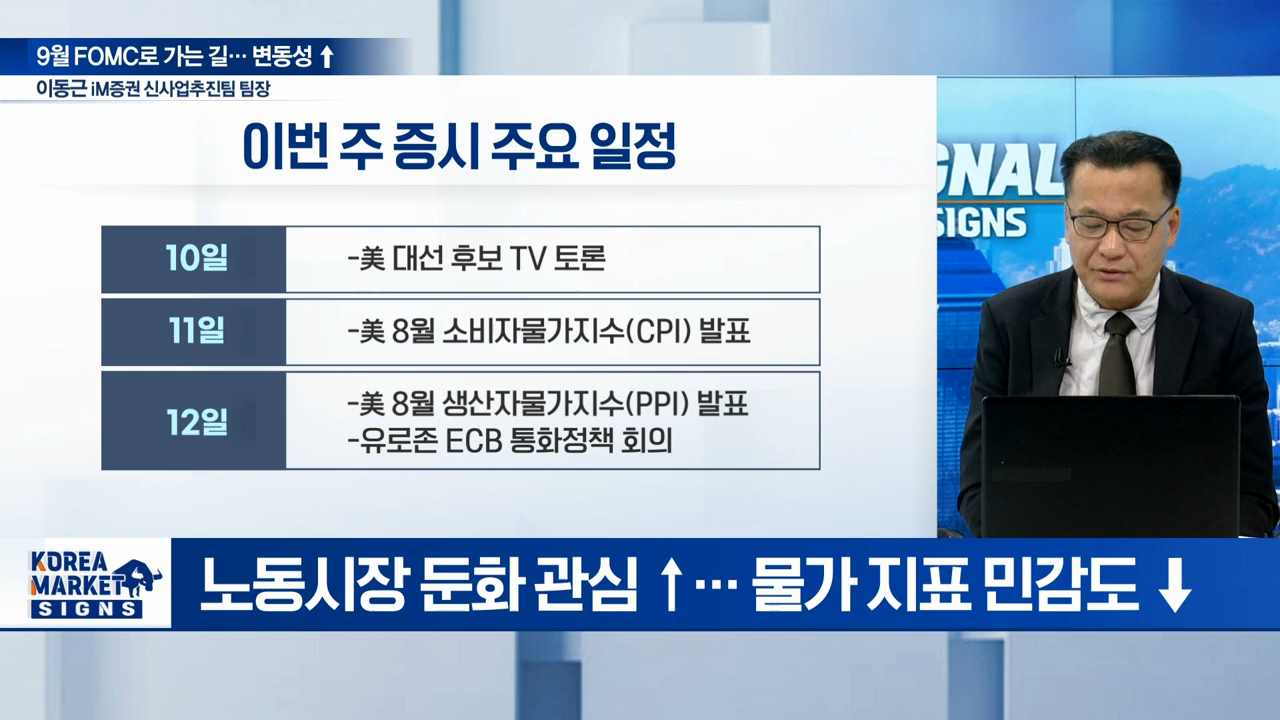 9월 FOMC로 가는 길… 변동성 ↑
이동근 iM증권 신사업추진팀 팀장
이번 주 증시 주요 일정
10일
-美 대선 후보 TV 토론
11일
-美 8월 소비자물가지수(CPI) 발표
12일
-美 8월 생산자물가지수(PPI) 발표
-유로존 ECB 통화정책 회의
GNAL
SIGNS
KOREA
MARKET
SIGNS
노동시장 둔화 관심 ↑… 물가 지표 민감도 ↓